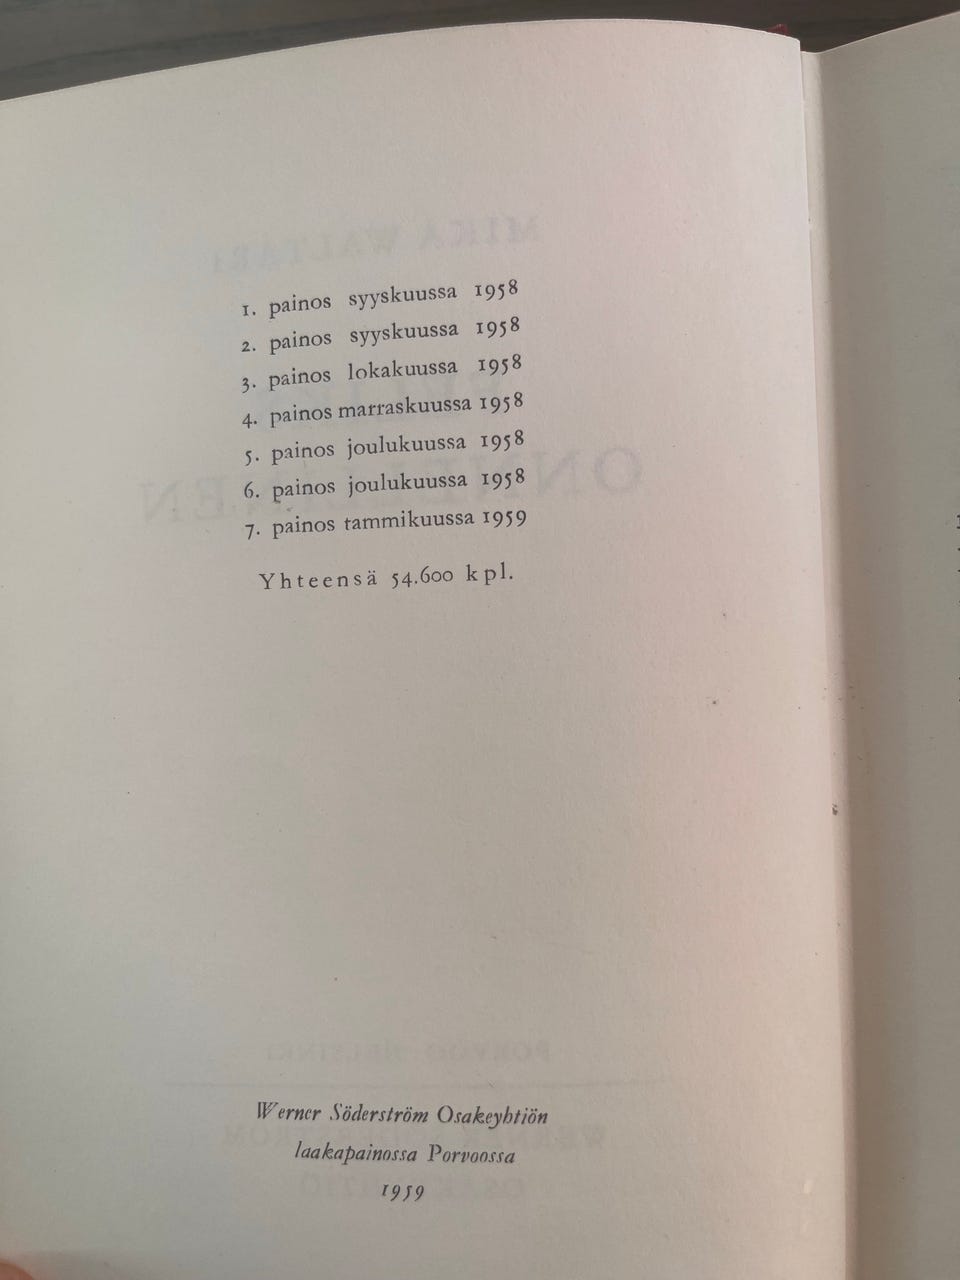 1. painos syyskuussa 1958
2. painos syyskuussa 1958
3. painos lokakuussa 1958
4. painos marraskuussa 1958
5. painos joulukuussa 1958
6. painos joulukuussa 1958
7. painos tammikuussa 1959
Yhteensä 54.600 kpl.
Werner Söderström Osakeyhtiön
laakapainossa Porvoossa
1959